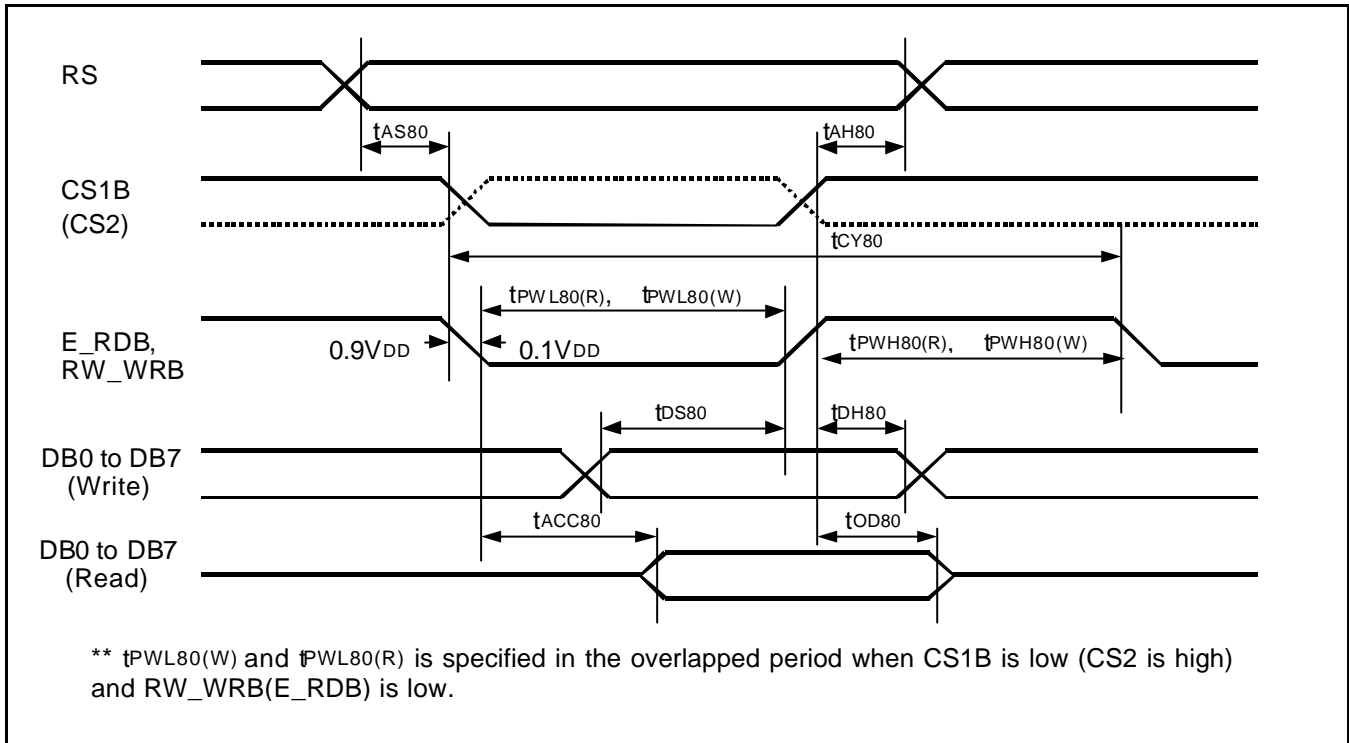 RS
tAS80
tAH80
CS1B
(CS2)
tCY80
tPWL80(R), tPWL80(W)
E_RDB,
RW_WRB
0.9VDD
0.1VDD
tPWH80(R), tPWH80(W)
tDS80
tDH80
DB0 to DB7
(Write)
tACC80
tOD80
DB0 to DB7
(Read)
** tPWL80(W) and tPWL80(R) is specified in the overlapped period when CS1B is low (CS2 is high)
and RW_WRB(E_RDB) is low.